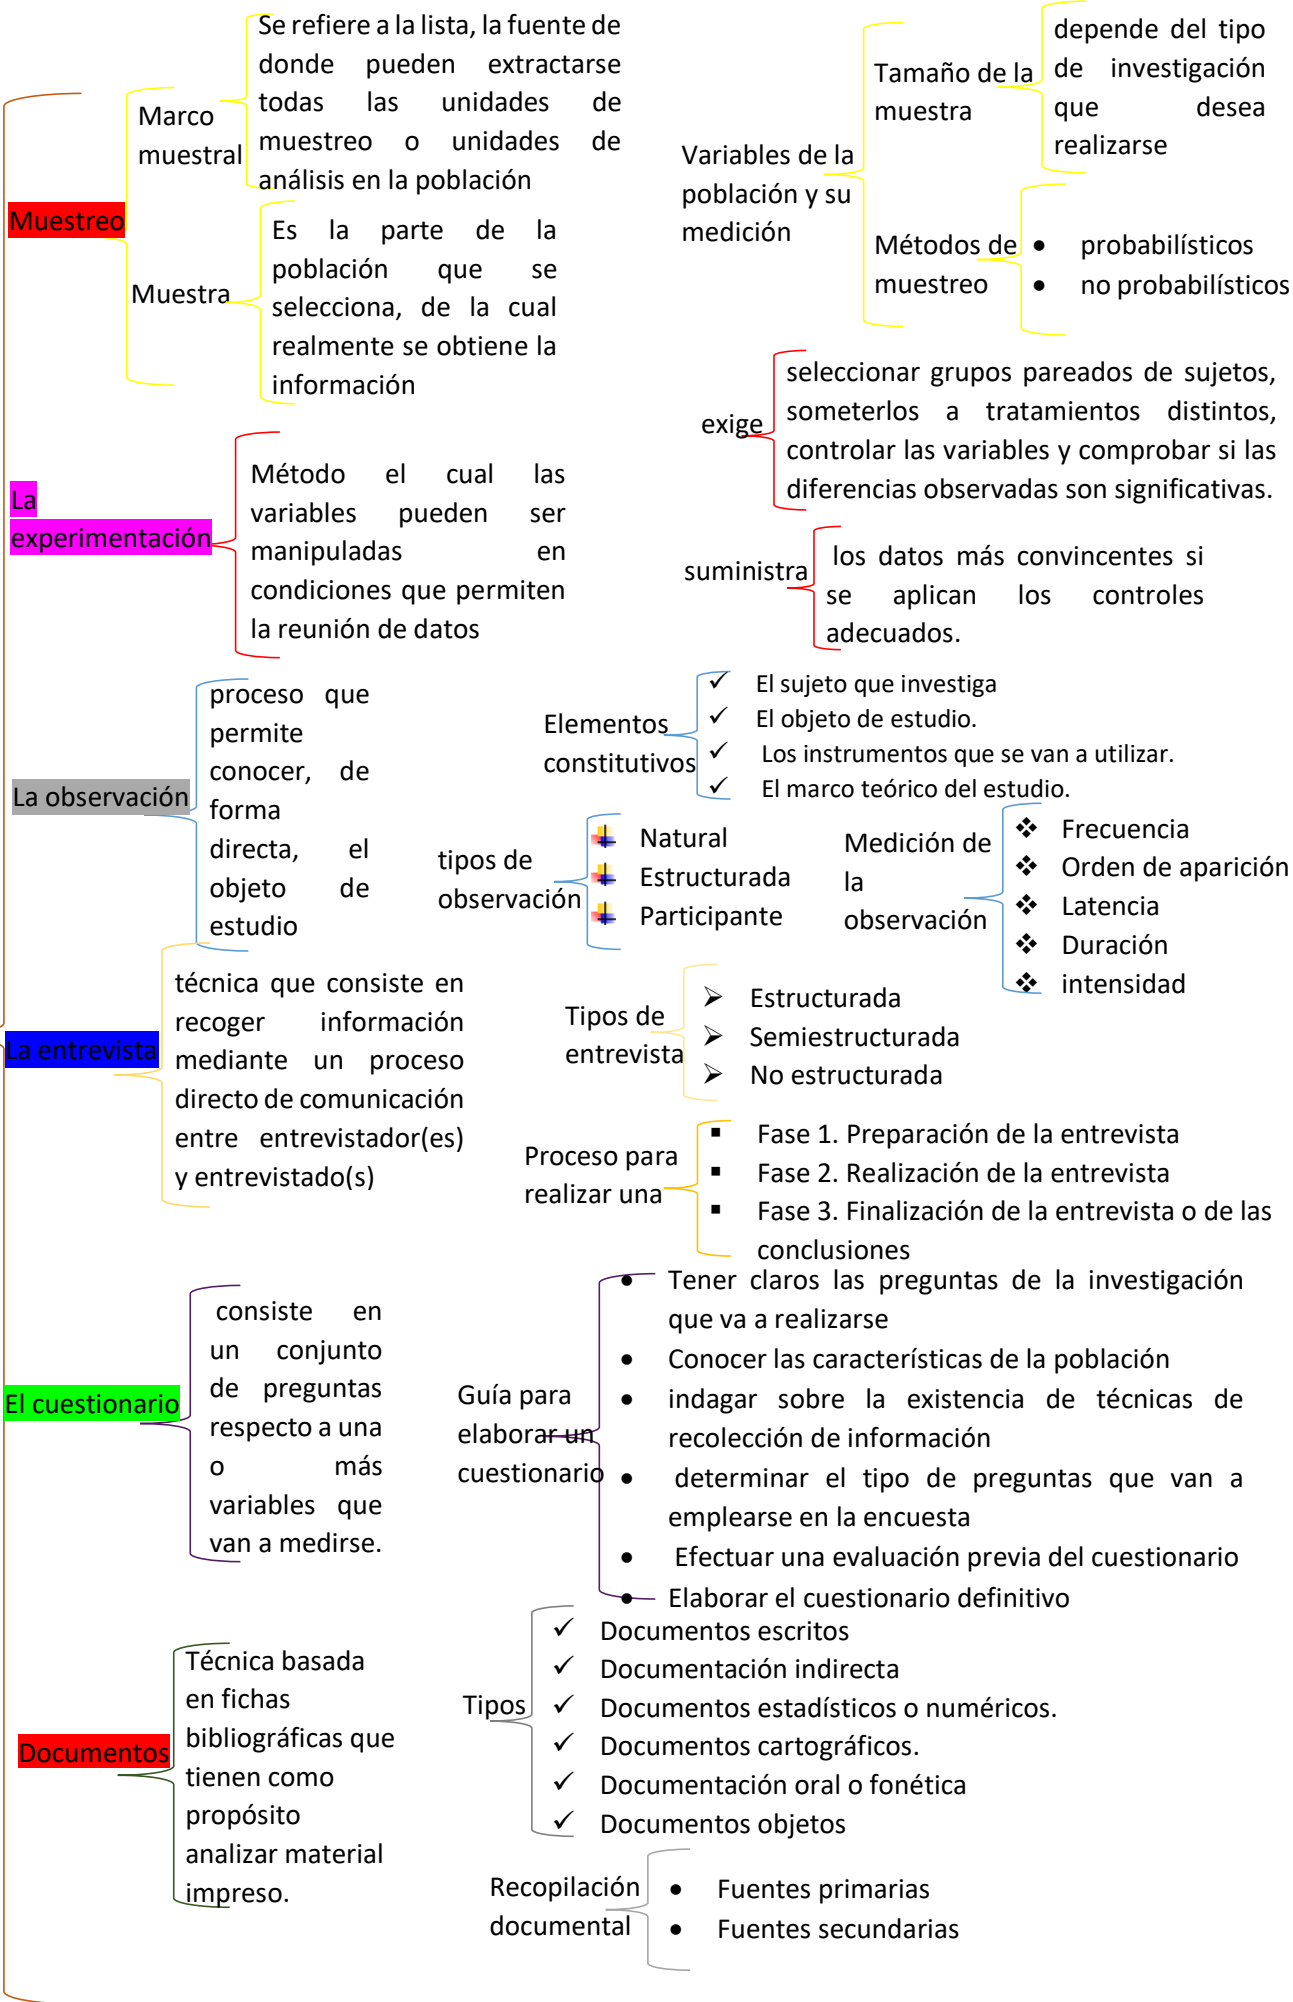 Muestreo
Marco
muestral
Se refiere a la lista, la fuente de
donde pueden extractarse
todas las unidades de
muestreo o unidades de
análisis en la población
Muestra
Es la parte de la
población que se
selecciona, de la cual
realmente se obtiene la
información
Variables de la
población y su
medición
Tamaño de la
muestra
depende del tipo
de investigación
que desea
realizarse
Métodos de
muestreo
• probabilísticos
• no probabilísticos
La
experimentación
Método el cual las
variables pueden ser
manipuladas en
condiciones que permiten
la reunión de datos
exige
seleccionar grupos pareados de sujetos,
someterlos a tratamientos distintos,
controlar las variables y comprobar si las
diferencias observadas son significativas.
suministra
los datos más convincentes si
se aplican los controles
adecuados.
La observación
proceso que
permite
conocer, de
forma
directa, el
objeto de
estudio
Elementos
constitutivos
✓ El sujeto que investiga
✓ El objeto de estudio.
✓ Los instrumentos que se van a utilizar.
✓ El marco teórico del estudio.
tipos de
observación
Natural
Estructurada
Participante
Medición de
la
observación
❖ Frecuencia
❖ Orden de aparición
❖ Latencia
❖ Duración
❖ intensidad
La entrevista
técnica que consiste en
recoger información
mediante un proceso
directo de comunicación
entre entrevistador(es)
y entrevistado(s)
Tipos de
entrevista
➢ Estructurada
➢ Semiestructurada
➢ No estructurada
Proceso para
realizar una
▪ Fase 1. Preparación de la entrevista
▪ Fase 2. Realización de la entrevista
▪ Fase 3. Finalización de la entrevista o de las
conclusiones
El cuestionario
consiste en
un conjunto
de preguntas
respecto a una
o más
variables que
van a medirse.
Guía para
elaborar un
cuestionario
• Tener claros las preguntas de la investigación
que va a realizarse
• Conocer las características de la población
• indagar sobre la existencia de técnicas de
recolección de información
• determinar el tipo de preguntas que van a
emplearse en la encuesta
• Efectuar una evaluación previa del cuestionario
• Elaborar el cuestionario definitivo
Documentos
Técnica basada
en fichas
bibliográficas que
tienen como
propósito
analizar material
impreso.
Tipos
✓ Documentos escritos
✓ Documentación indirecta
✓ Documentos estadísticos o numéricos.
✓ Documentos cartográficos.
✓ Documentación oral o fonética
✓ Documentos objetos
Recopilación
documental
• Fuentes primarias
• Fuentes secundarias